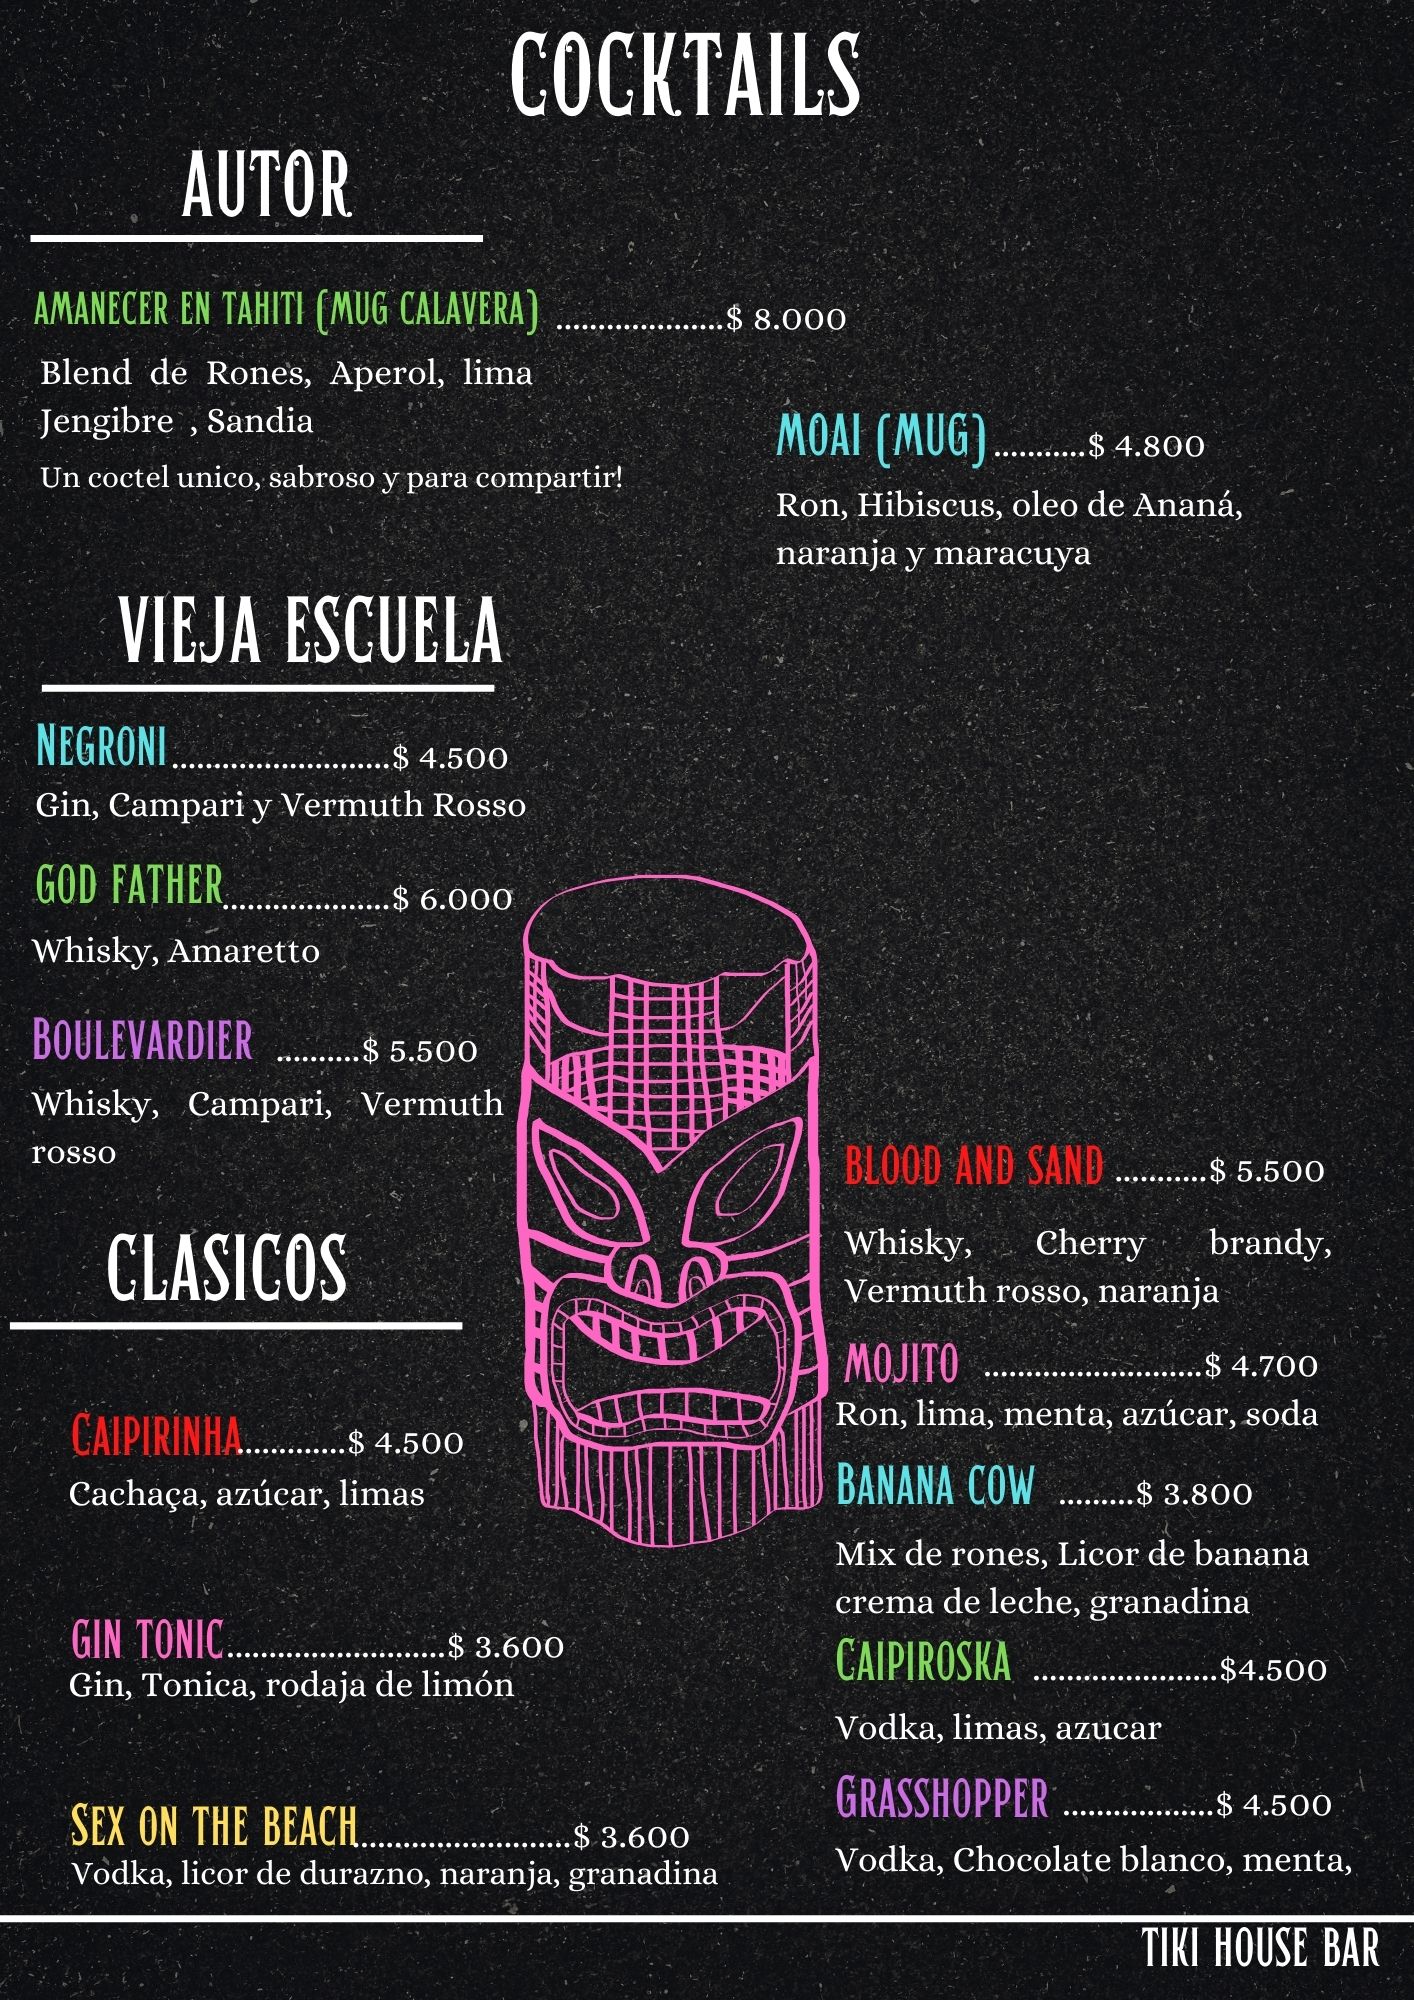 COCKTAILS
AUTOR
AMANECER EN TAHITI (MUG CALAVERA) ....................$ 8.000
Blend de Rones, Aperol, lima
Jengibre , Sandia
Un coctel unico, sabroso y para compartir!
MOAI (MUG)...........$ 4.800
Ron, Hibiscus, oleo de Ananá,
naranja y maracuya
VIEJA ESCUELA
NEGRONI..........................$ 4.500
Gin, Campari y Vermuth Rosso
GOD FATHER....................$ 6.000
Whisky, Amaretto
BOULEVARDIER ..........$ 5.500
Whisky, Campari, Vermuth
rosso
BLOOD AND SAND ...........$ 5.500
Whisky, Cherry brandy,
Vermuth rosso, naranja
MOJITO ..........................$ 4.700
Ron, lima, menta, azúcar, soda
BANANA COW .........$ 3.800
Mix de rones, Licor de banana
crema de leche, granadina
CAIPIROSKA ......................$4.500
Vodka, limas, azucar
GRASSHOPPER ..................$ 4.500
Vodka, Chocolate blanco, menta,
CLASICOS
CAIPIRINHA.............$ 4.500
Cachaça, azúcar, limas
GIN TONIC..........................$ 3.600
Gin, Tonica, rodaja de limón
SEX ON THE BEACH..........................$ 3.600
Vodka, licor de durazno, naranja, granadina
TIKI HOUSE BAR